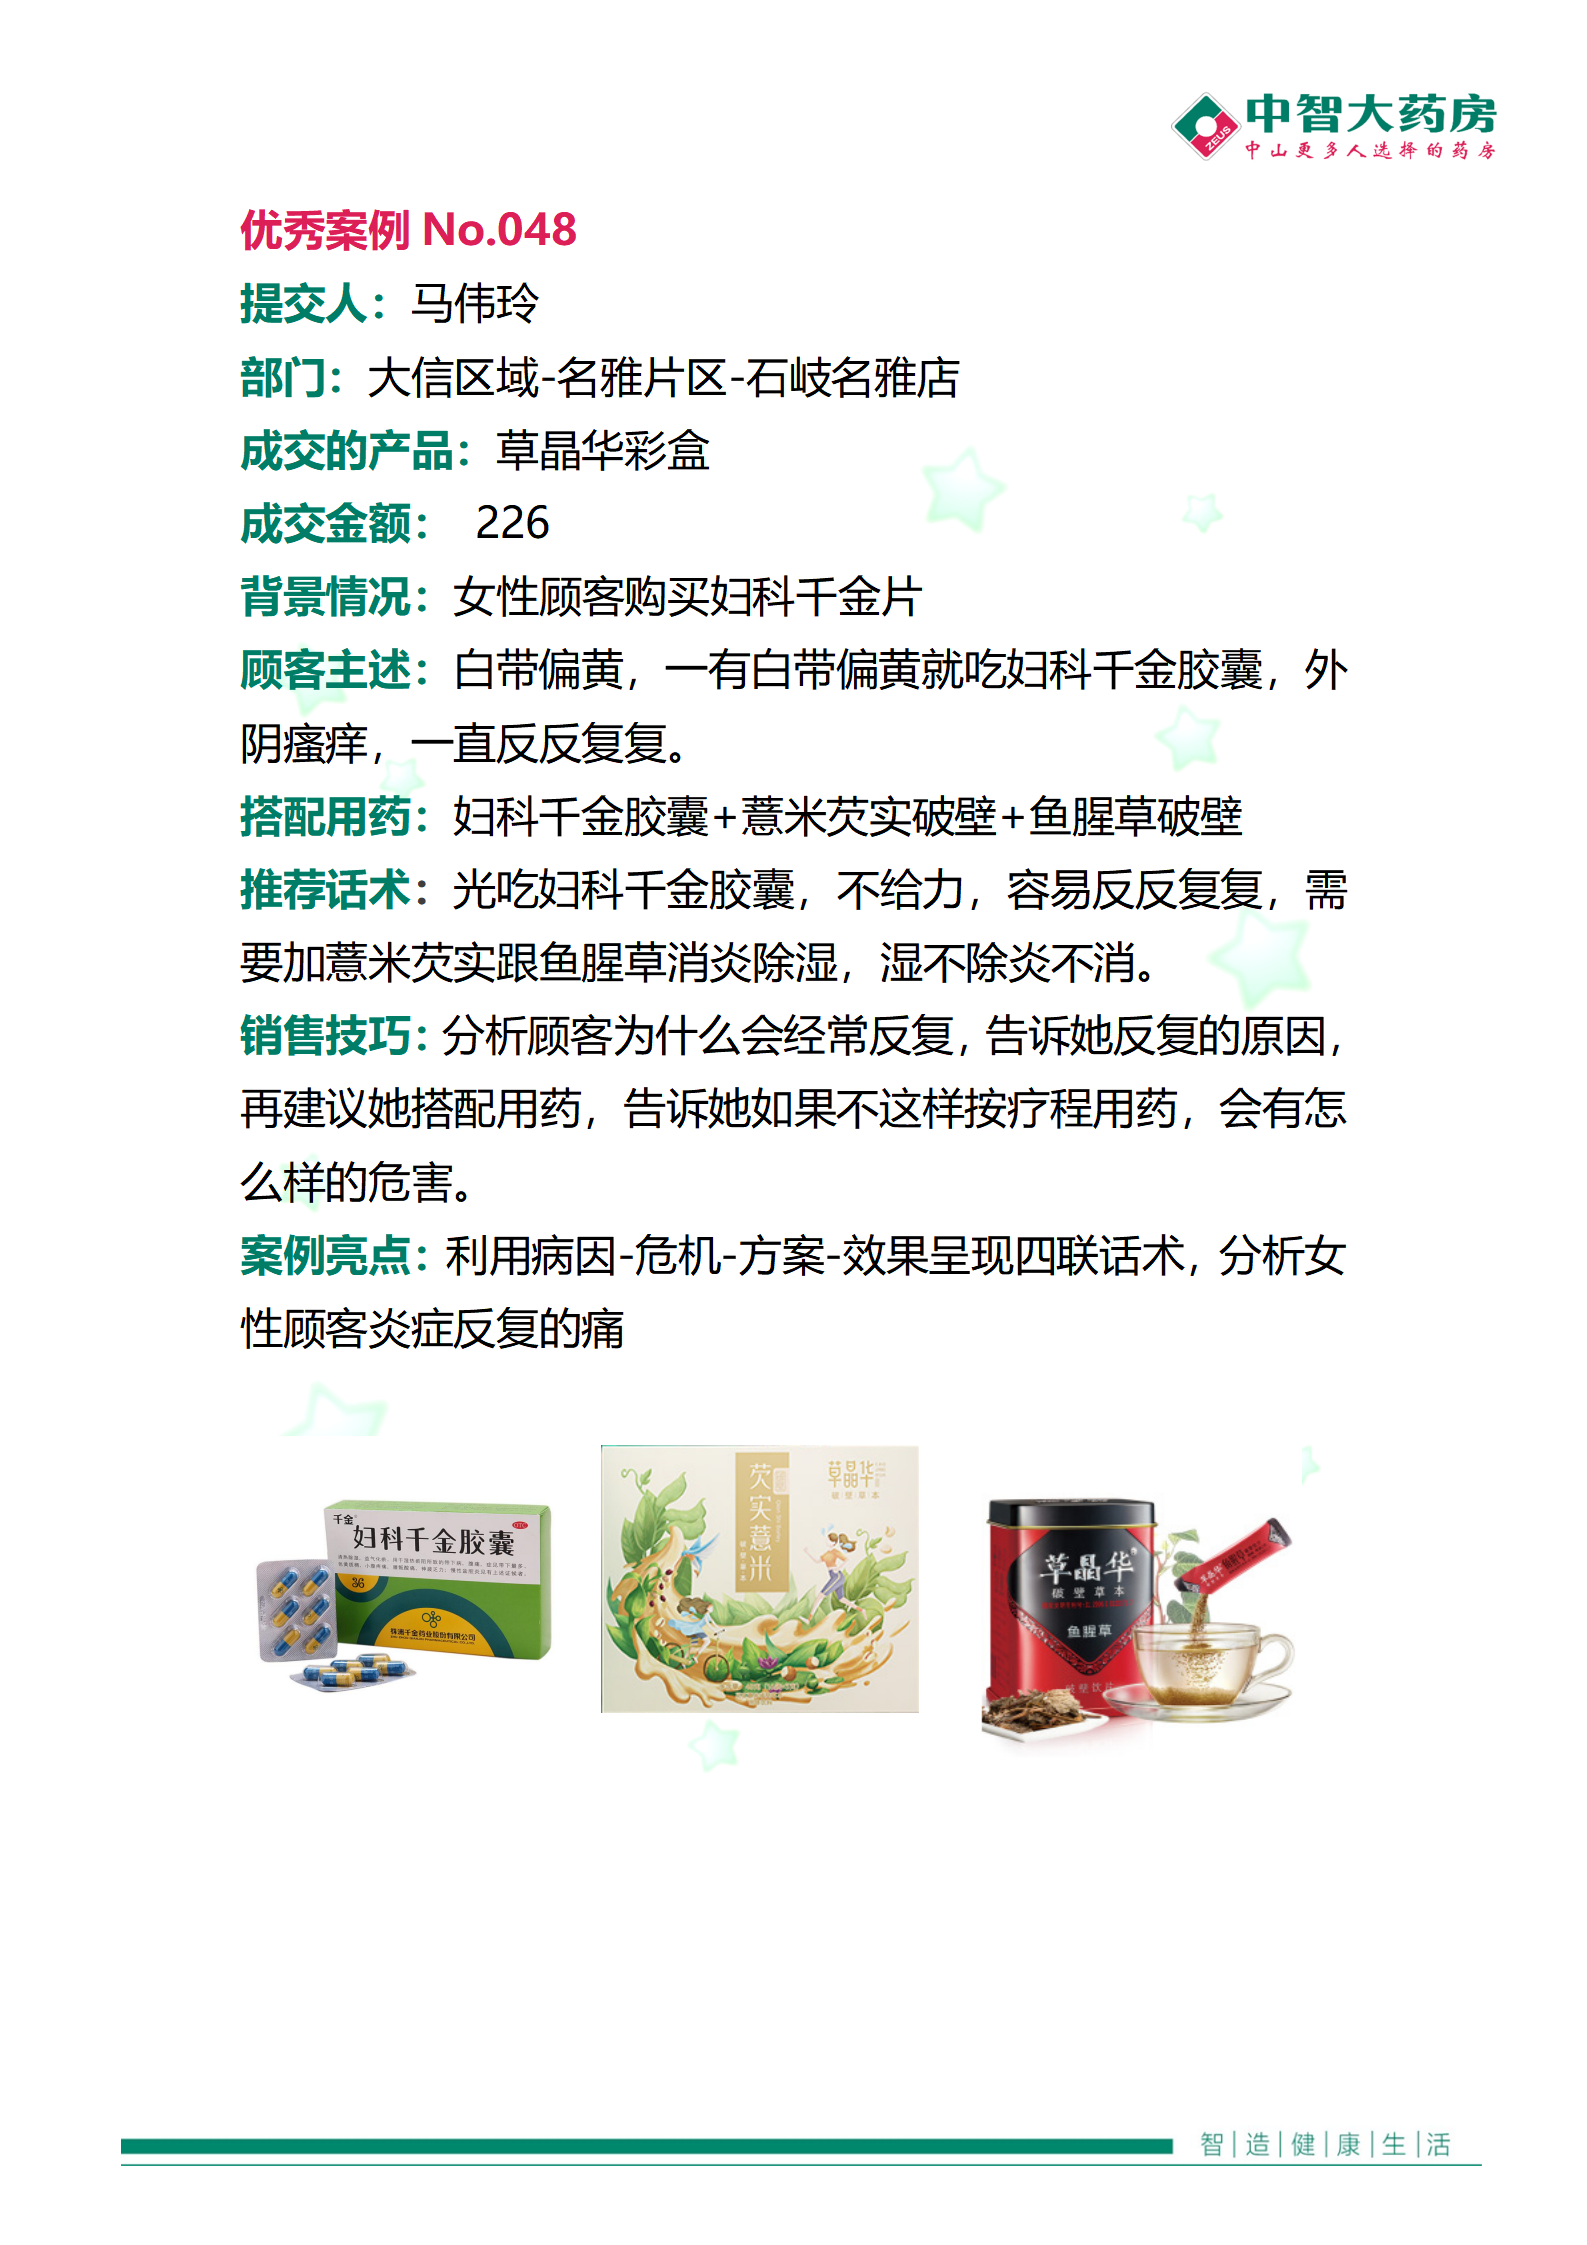 中智大药房
ZEUS
中山更多人选择的药房
优秀案例 No.048
提交人：马伟玲
部门：大信区域-名雅片区-石岐名雅店
成交的产品：草晶华彩盒
成交金额： 226
背景情况：女性顾客购买妇科千金片
顾客主述：白带偏黄，一有白带偏黄就吃妇科千金胶囊，外
阴瘙痒，一直反反复复。
搭配用药：妇科千金胶囊+薏米芡实破壁+鱼腥草破壁
推荐话术：光吃妇科千金胶囊，不给力，容易反反复复，需
要加薏米芡实跟鱼腥草消炎除湿，湿不除炎不消。
销售技巧：分析顾客为什么会经常反复，告诉她反复的原因，
再建议她搭配用药，告诉她如果不这样按疗程用药，会有怎
么样的危害。
案例亮点：利用病因-危机-方案-效果呈现四联话术，分析女
性顾客炎症反复的痛
千金
OTC
妇科千金胶囊
36
株洲千金药业股份有限公司
芡实薏米
破壁草本
草晶华
破壁草本
草晶华
破壁草本
鱼腥草
破壁饮片
智|造|健|康|生|活